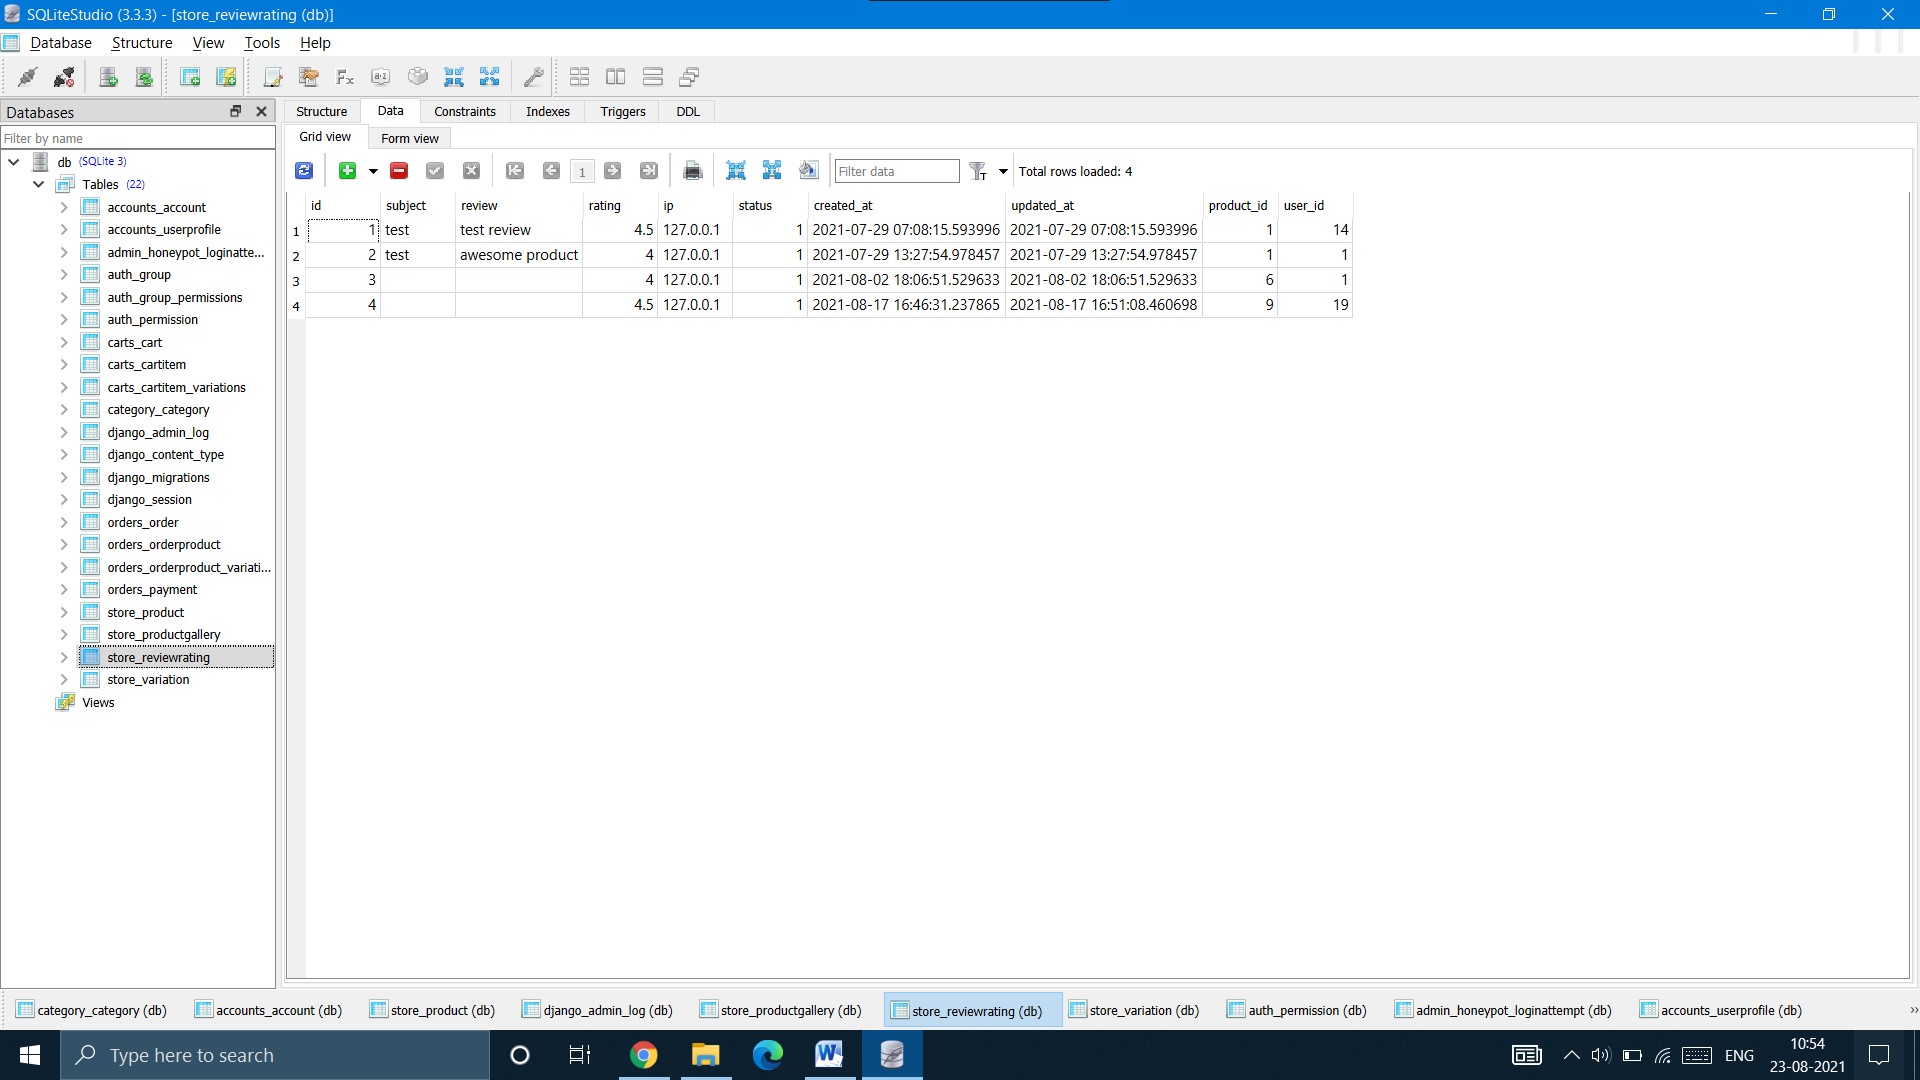 SQLiteStudio (3.3.3) - [store_reviewrating (db)]
Database Structure View Tools Help
Databases
Filter by name
db (SQLite 3)
Tables (22)
accounts_account
accounts_userprofile
admin_honeypot_loginatte...
auth_group
auth_group_permissions
auth_permission
carts_cart
carts_cartitem
carts_cartitem_variations
category_category
django_admin_log
django_content_type
django_migrations
django_session
orders_order
orders_orderproduct
orders_orderproduct_variati...
orders_payment
store_product
store_productgallery
store_reviewrating
store_variation
Views
Structure Data Constraints Indexes Triggers DDL
Grid view Form view
1 Filter data Total rows loaded: 4
id subject review rating ip status created_at updated_at product_id user_id
1 1 test test review 4.5 127.0.0.1 1 2021-07-29 07:08:15.593996 2021-07-29 07:08:15.593996 1 14
2 2 test awesome product 4 127.0.0.1 1 2021-07-29 13:27:54.978457 2021-07-29 13:27:54.978457 1 1
3 3 4 127.0.0.1 1 2021-08-02 18:06:51.529633 2021-08-02 18:06:51.529633 6 1
4 4 4.5 127.0.0.1 1 2021-08-17 16:46:31.237865 2021-08-17 16:51:08.460698 9 19
category_category (db) accounts_account (db) store_product (db) django_admin_log (db) store_productgallery (db) store_reviewrating (db) store_variation (db) auth_permission (db) admin_honeypot_loginattempt (db) accounts_userprofile (db) »
Type here to search
ENG
10:54
23-08-2021